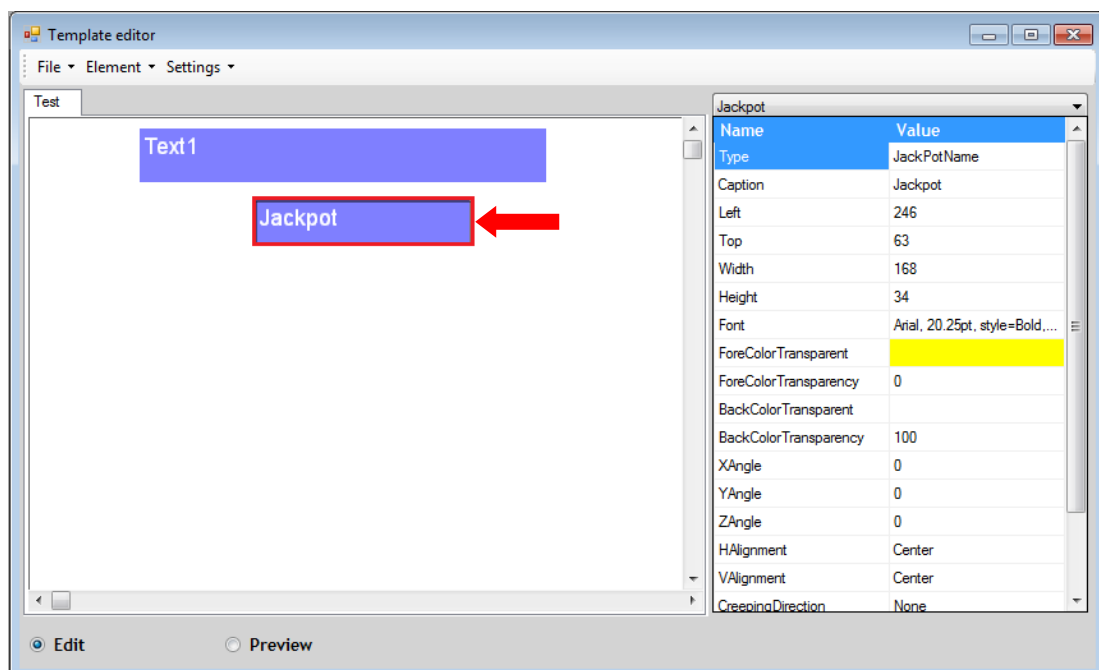 Template editor
File Element Settings
Test
Text1
Jackpot
Jackpot
Name Value
Type JackPotName
Caption Jackpot
Left 246
Top 63
Width 168
Height 34
Font Arial, 20.25pt, style=Bold,...
ForeColorTransparent
ForeColorTransparency 0
BackColorTransparent
BackColorTransparency 100
XAngle 0
YAngle 0
ZAngle 0
HAlignment Center
VAlignment Center
CreepingDirection None
Edit Preview